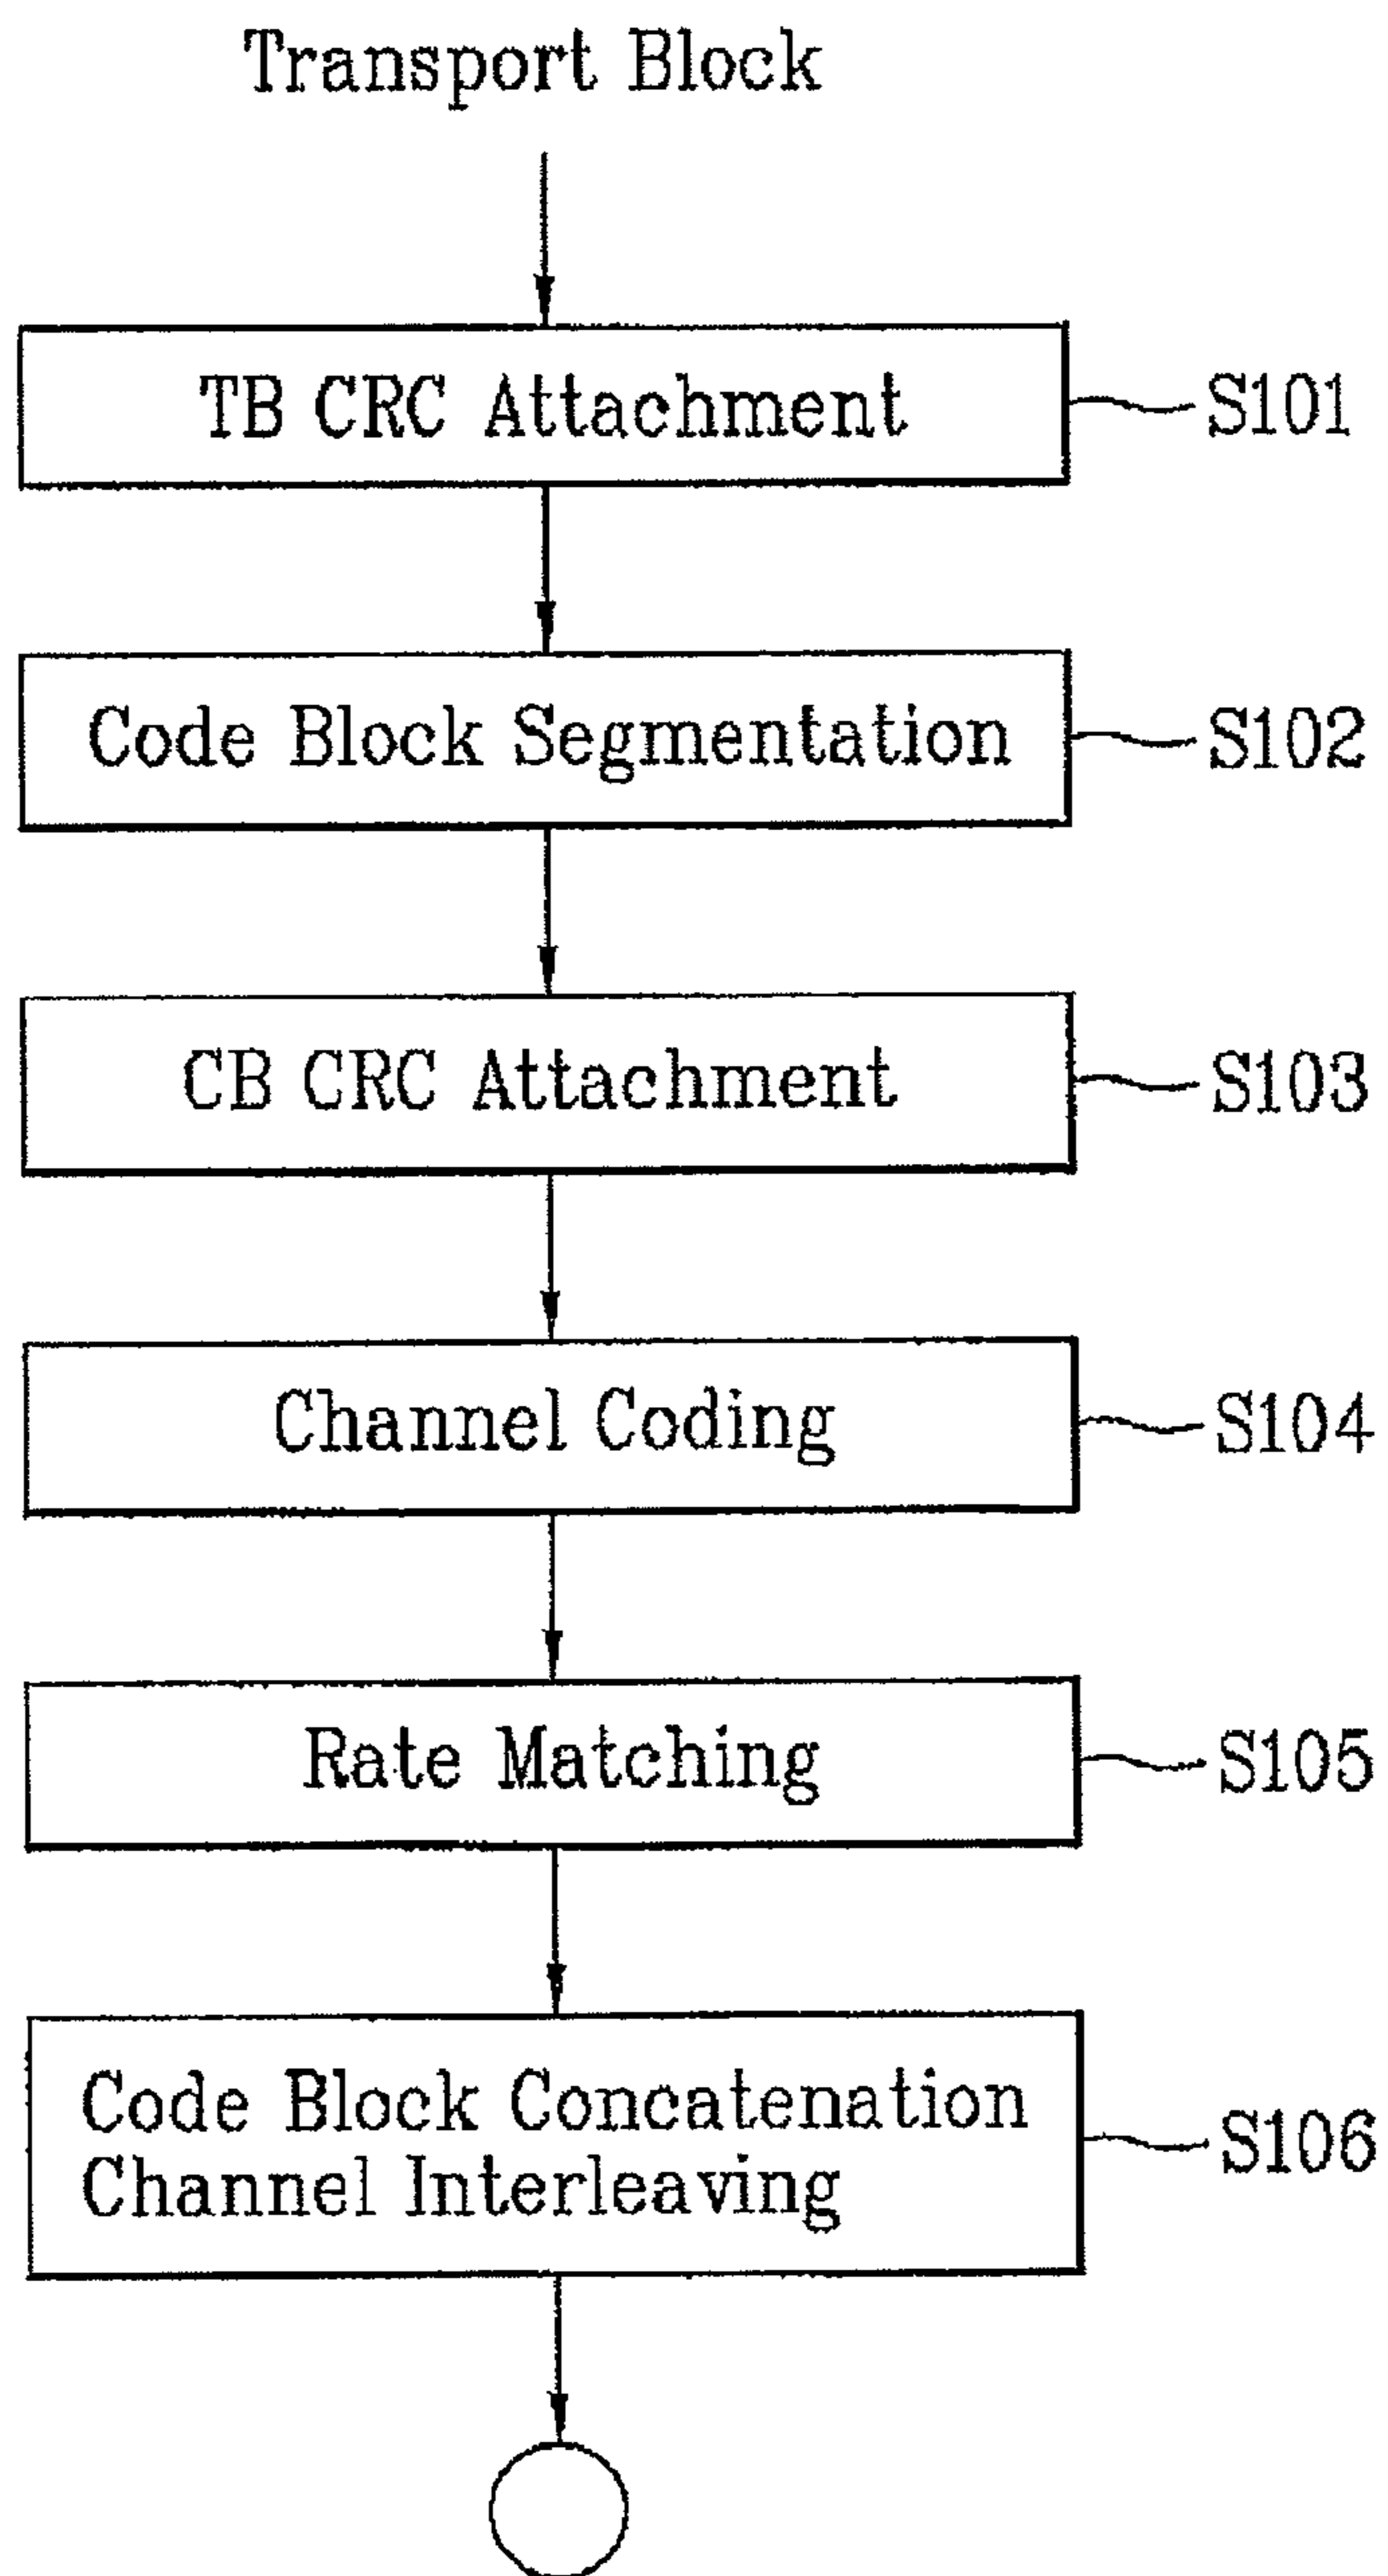 Transport Block
TB CRC Attachment
S101
Code Block Segmentation
S102
CB CRC Attachment
S103
Channel Coding
S104
Rate Matching
S105
Code Block Concatenation
Channel Interleaving
S106